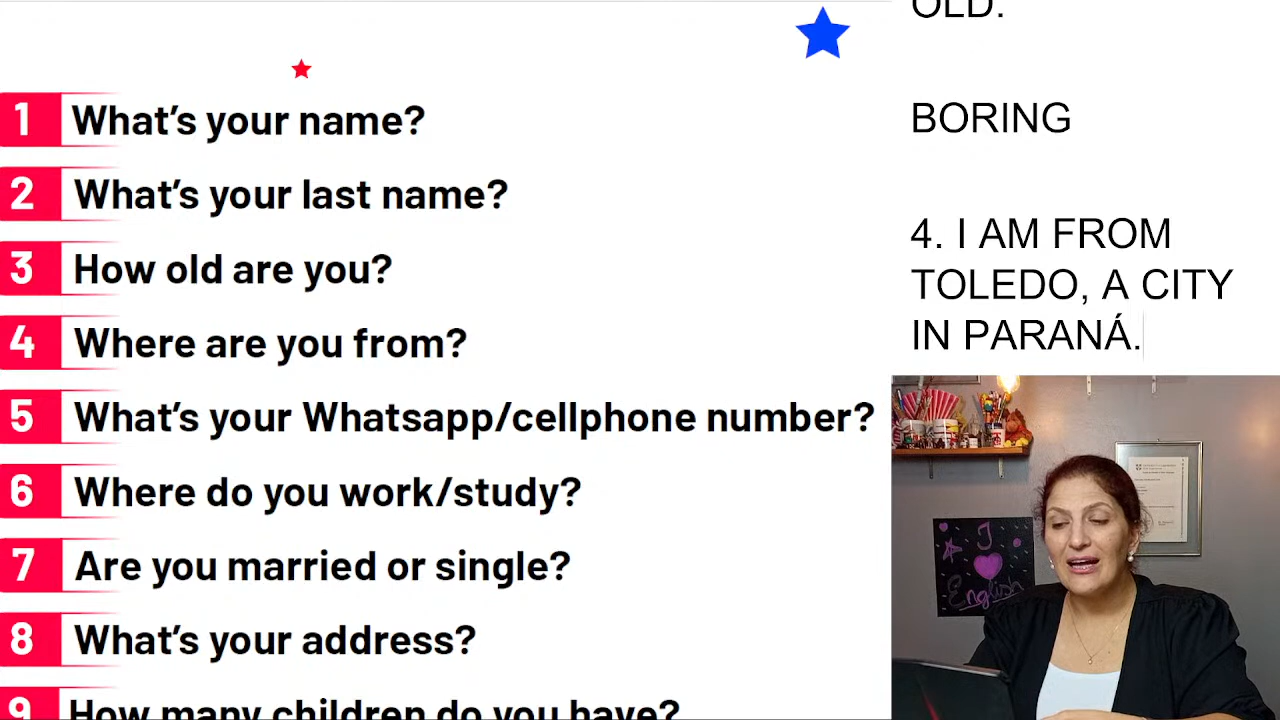 1 What's your name?
2 What's your last name?
3 How old are you?
4 Where are you from?
5 What's your Whatsapp/cellphone number?
6 Where do you work/study?
7 Are you married or single?
8 What's your address?
9 How many children do you have?
OLD.
BORING
4. I AM FROM
TOLEDO, A CITY
IN PARANÁ.
I
English